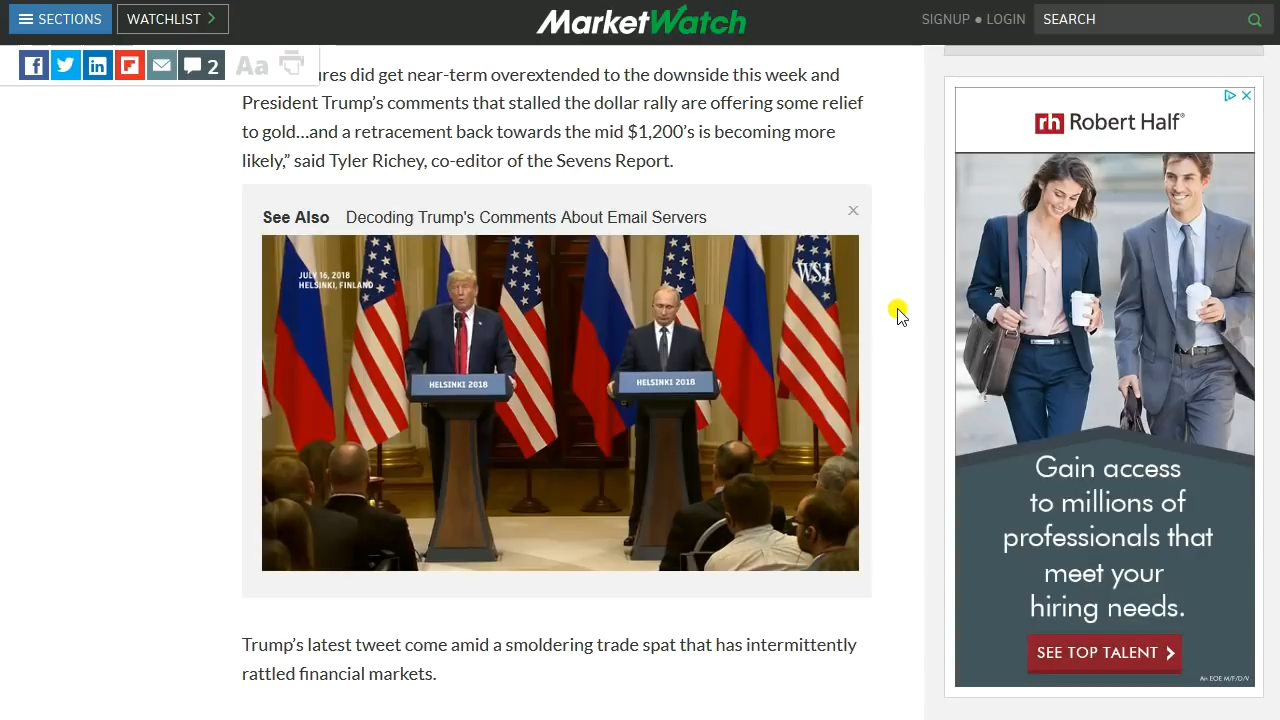 SECTIONS
WATCHLIST
MarketWatch
SIGNUP • LOGIN
SEARCH
2
Aa
ures did get near-term overextended to the downside this week and
President Trump’s comments that stalled the dollar rally are offering some relief
to gold…and a retracement back towards the mid $1,200’s is becoming more
likely,” said Tyler Richey, co-editor of the Sevens Report.
See Also Decoding Trump's Comments About Email Servers
JULY 16, 2018
HELSINKI, FINLAND
WSJ
HELSINKI 2018
HELSINKI 2018
Trump’s latest tweet come amid a smoldering trade spat that has intermittently
rattled financial markets.
rh Robert Half®
Gain access
to millions of
professionals that
meet your
hiring needs.
SEE TOP TALENT
An EOE M/F/D/V